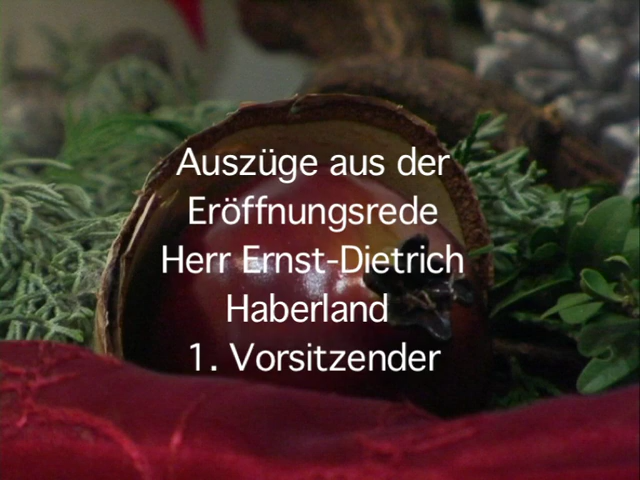 Auszüge aus der
Eröffnungsrede
Herr Ernst-Dietrich
Haberland
1. Vorsitzender